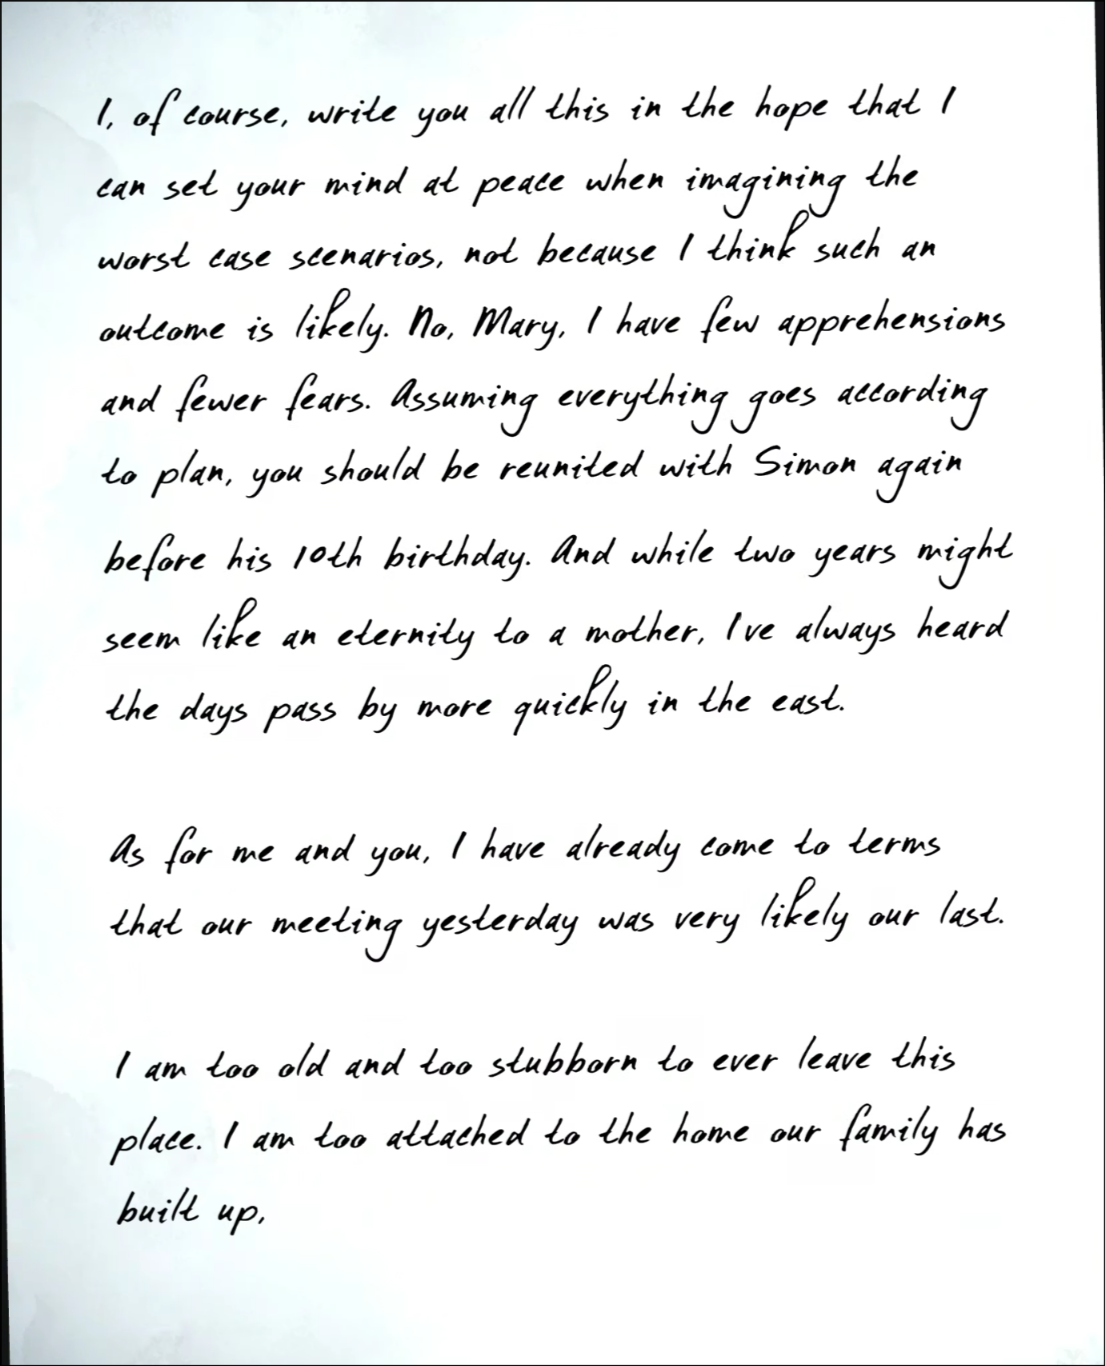 I, of course, write you all this in the hope that I
can set your mind at peace when imagining the
worst case scenarios, not because I think such an
outcome is likely. No, Mary, I have few apprehensions
and fewer fears. Assuming everything goes according
to plan, you should be reunited with Simon again
before his 10th birthday. And while two years might
seem like an eternity to a mother, I've always heard
the days pass by more quickly in the east.
As for me and you, I have already come to terms
that our meeting yesterday was very likely our last.
I am too old and too stubborn to ever leave this
place. I am too attached to the home our family has
built up,